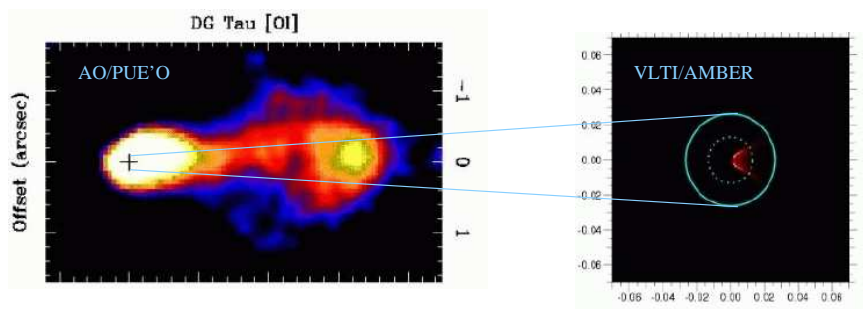 DG Tau [OI]
AO/PUE'O
Offset (arcsec)
-1
0
1
VLTI/AMBER
0.06
0.04
0.02
0.00
-0.02
-0.04
-0.06
-0.06 -0.04 -0.02 0.00 0.02 0.04 0.06